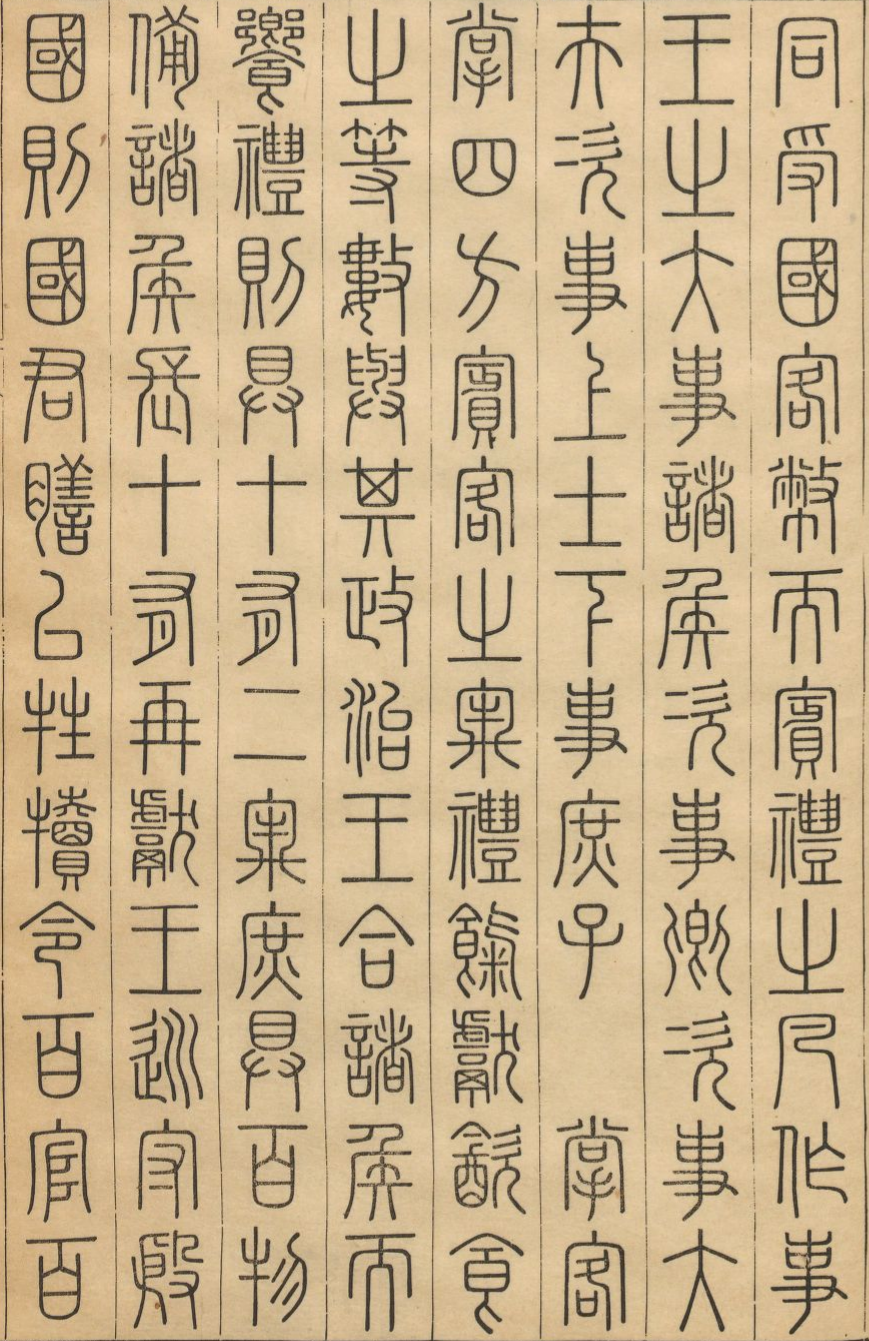 同受國客幣而賓禮之凡作事
王之大事諸侯次事卿次事大
夫次事上士下事庶子　掌客
掌四方賓客之牢禮餼獻飲食
之等數與其政治王合諸侯而
饗禮則具十有二牢庶具百物
備諸侯長十有再獻王巡守殷
國則國君膳以牲犢令百官百